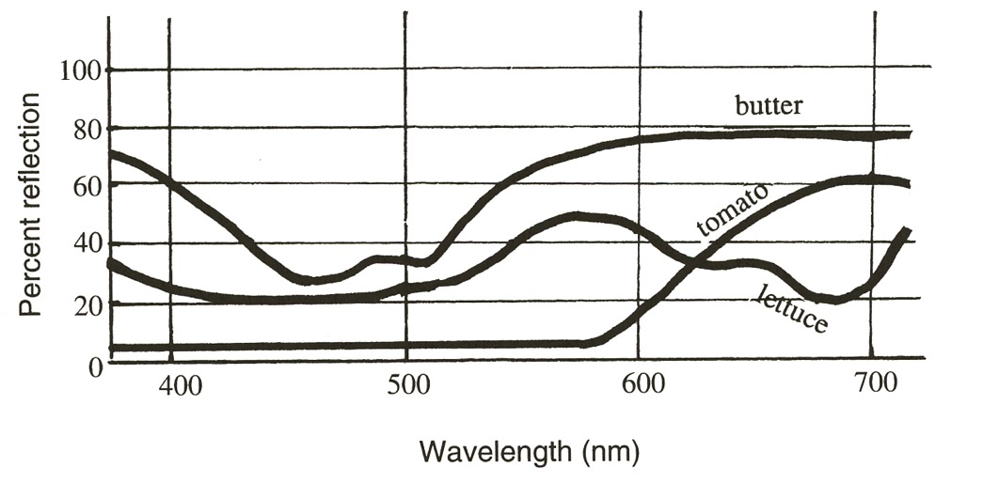 Percent reflection
100
80
60
40
20
0
butter
tomato
lettuce
400 500 600 700
Wavelength (nm)